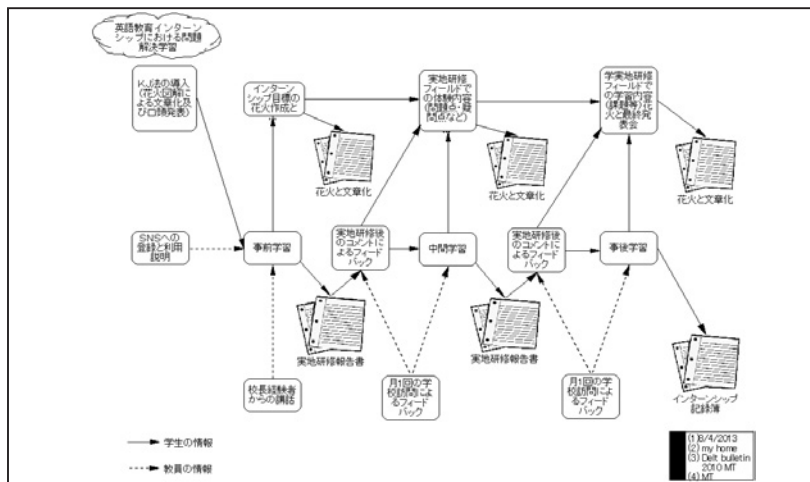 英語教育インターン
シップにおける問題
解決学習
KJ法の導入
(花火図解に
よる文章化及
び口頭発表)
インターン
シップ目標の
花火作成と
実地研修
フィールドで
の体験内容
(問題点・疑
問点など)
学実地研修
フィールドで
の学習内容
(課題等)花
火と最終発
表会
花火と文章化
花火と文章化
花火と文章化
SNSへの
登録と利用
説明
事前学習
実地研修後
のコメントによ
るフィード
バック
中間学習
実地研修後
のコメントによ
るフィード
バック
事後学習
実地研修報告書
実地研修報告書
インターンシップ
記録簿
校長経験者
からの講話
月1回の学
校訪問によ
るフィード
バック
月1回の学
校訪問によ
るフィード
バック
学生の情報
教員の情報
(1)8/4/2013
(2) my home
(3) Delt bulletin
2010 MT
(4) MT